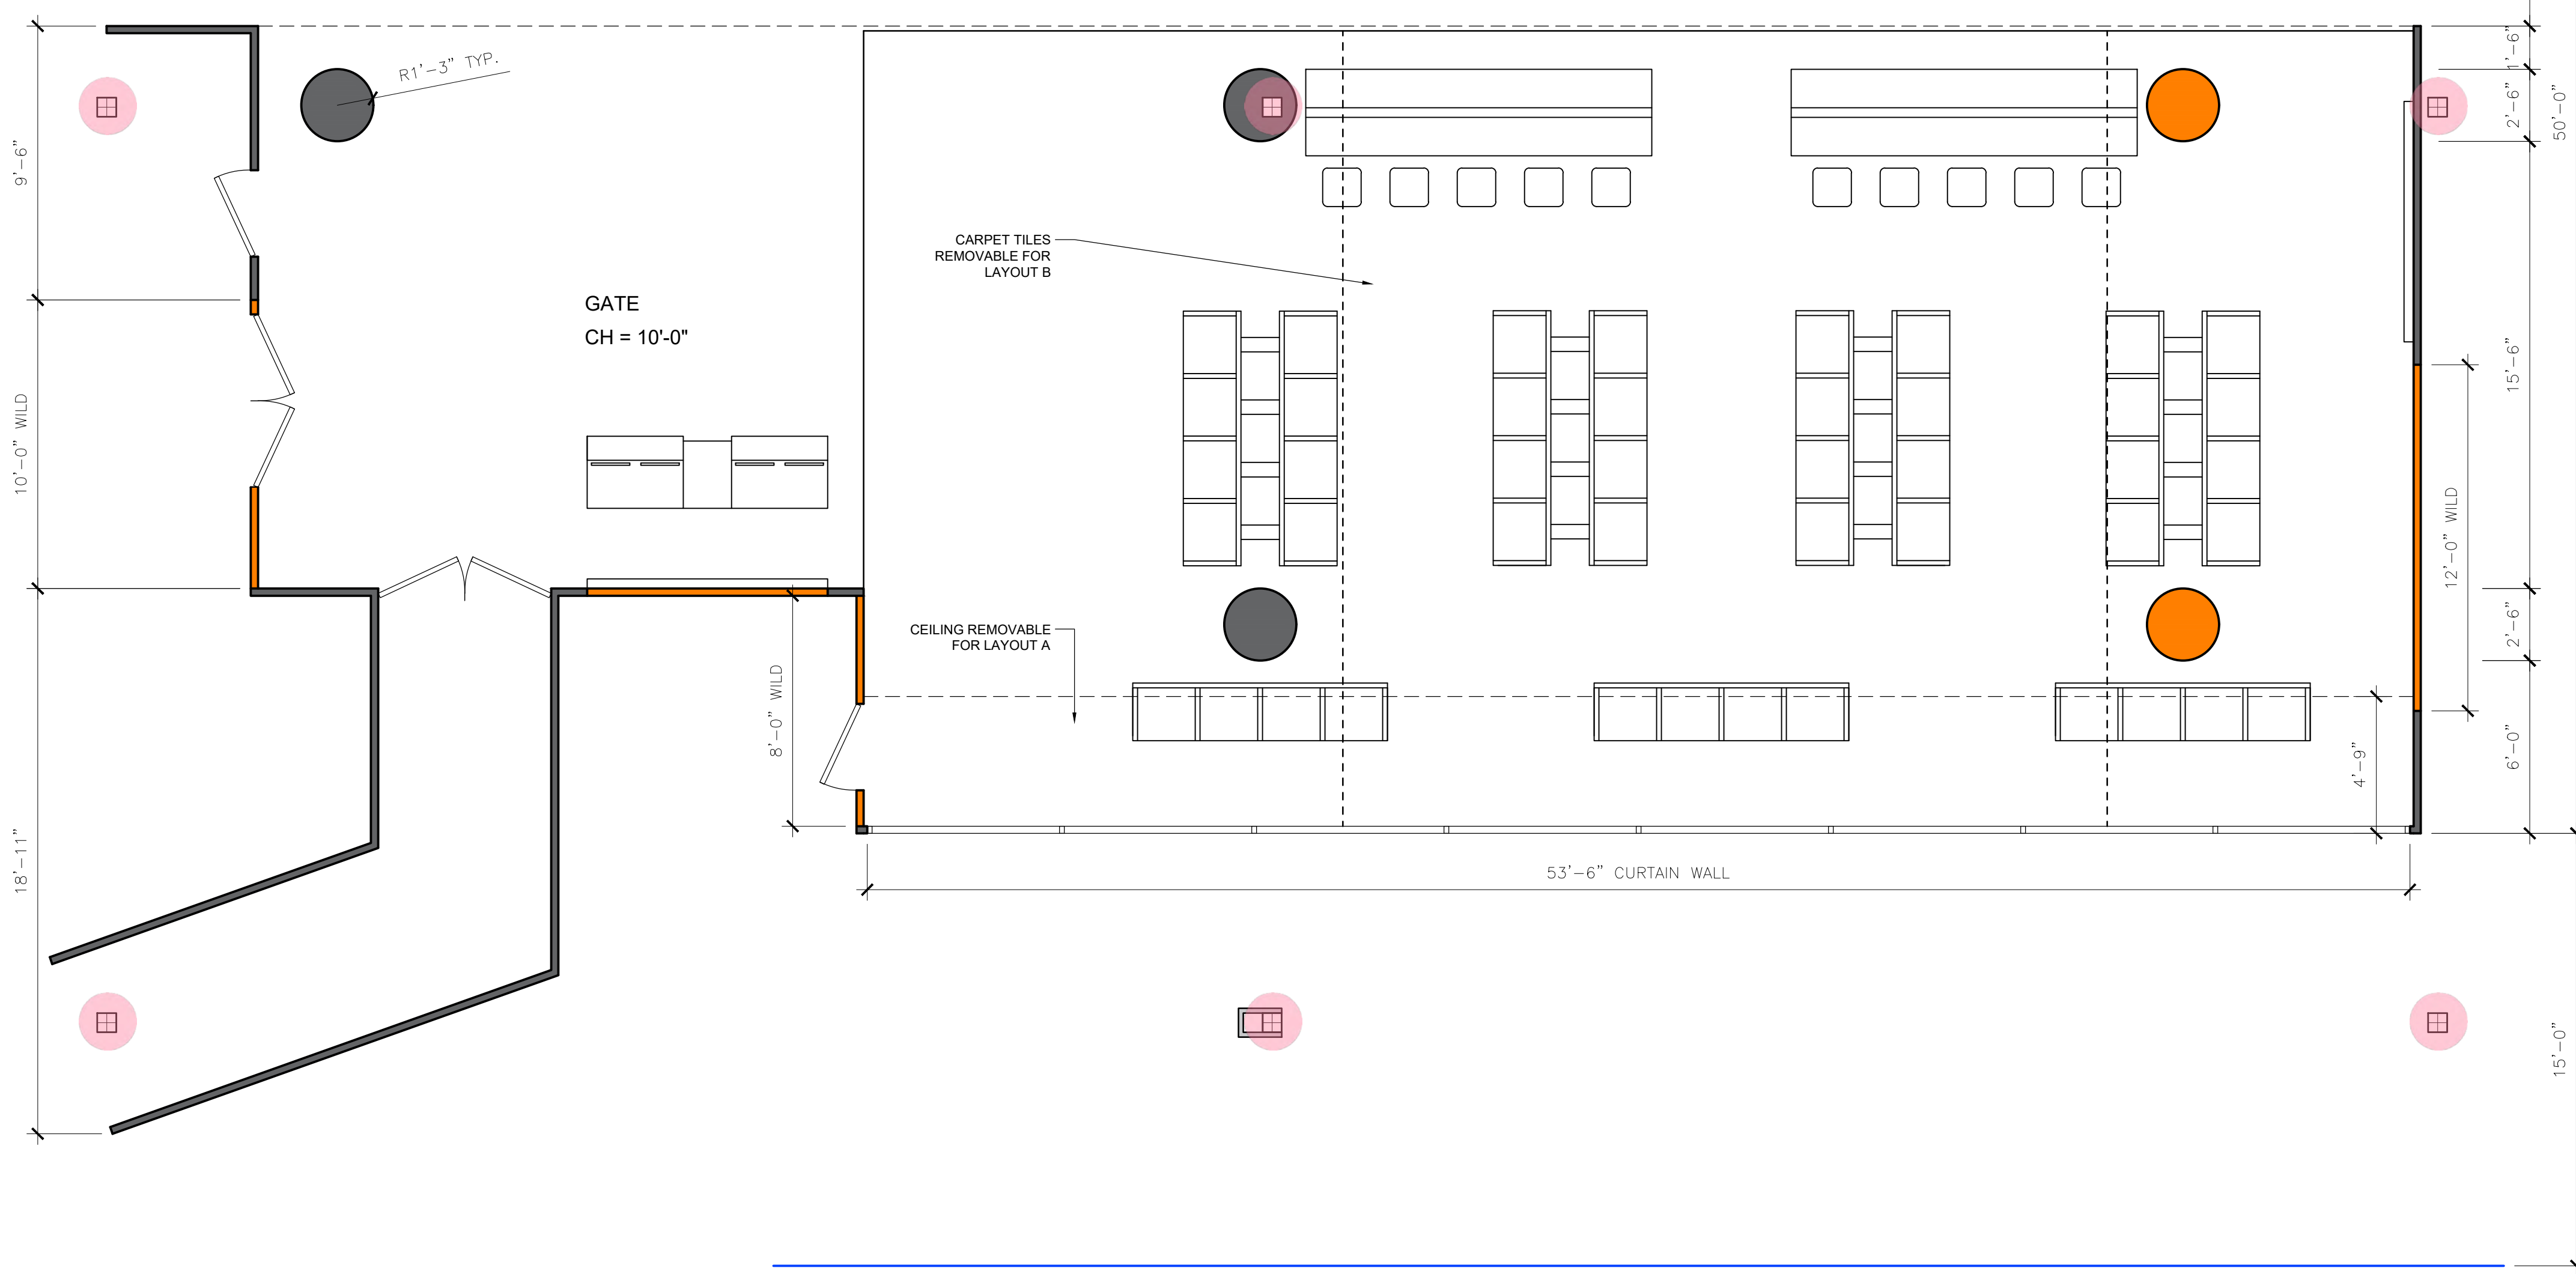 R1'-3" TYP.
1'-6"
2'-6"
50'-0"
9'-6"
CARPET TILES
REMOVABLE FOR
LAYOUT B
GATE
CH = 10'-0"
15'-6"
10'-0" WILD
12'-0" WILD
CEILING REMOVABLE
FOR LAYOUT A
2'-6"
8'-0" WILD
6'-0"
4'-9"
18'-11"
53'-6" CURTAIN WALL
15'-0"